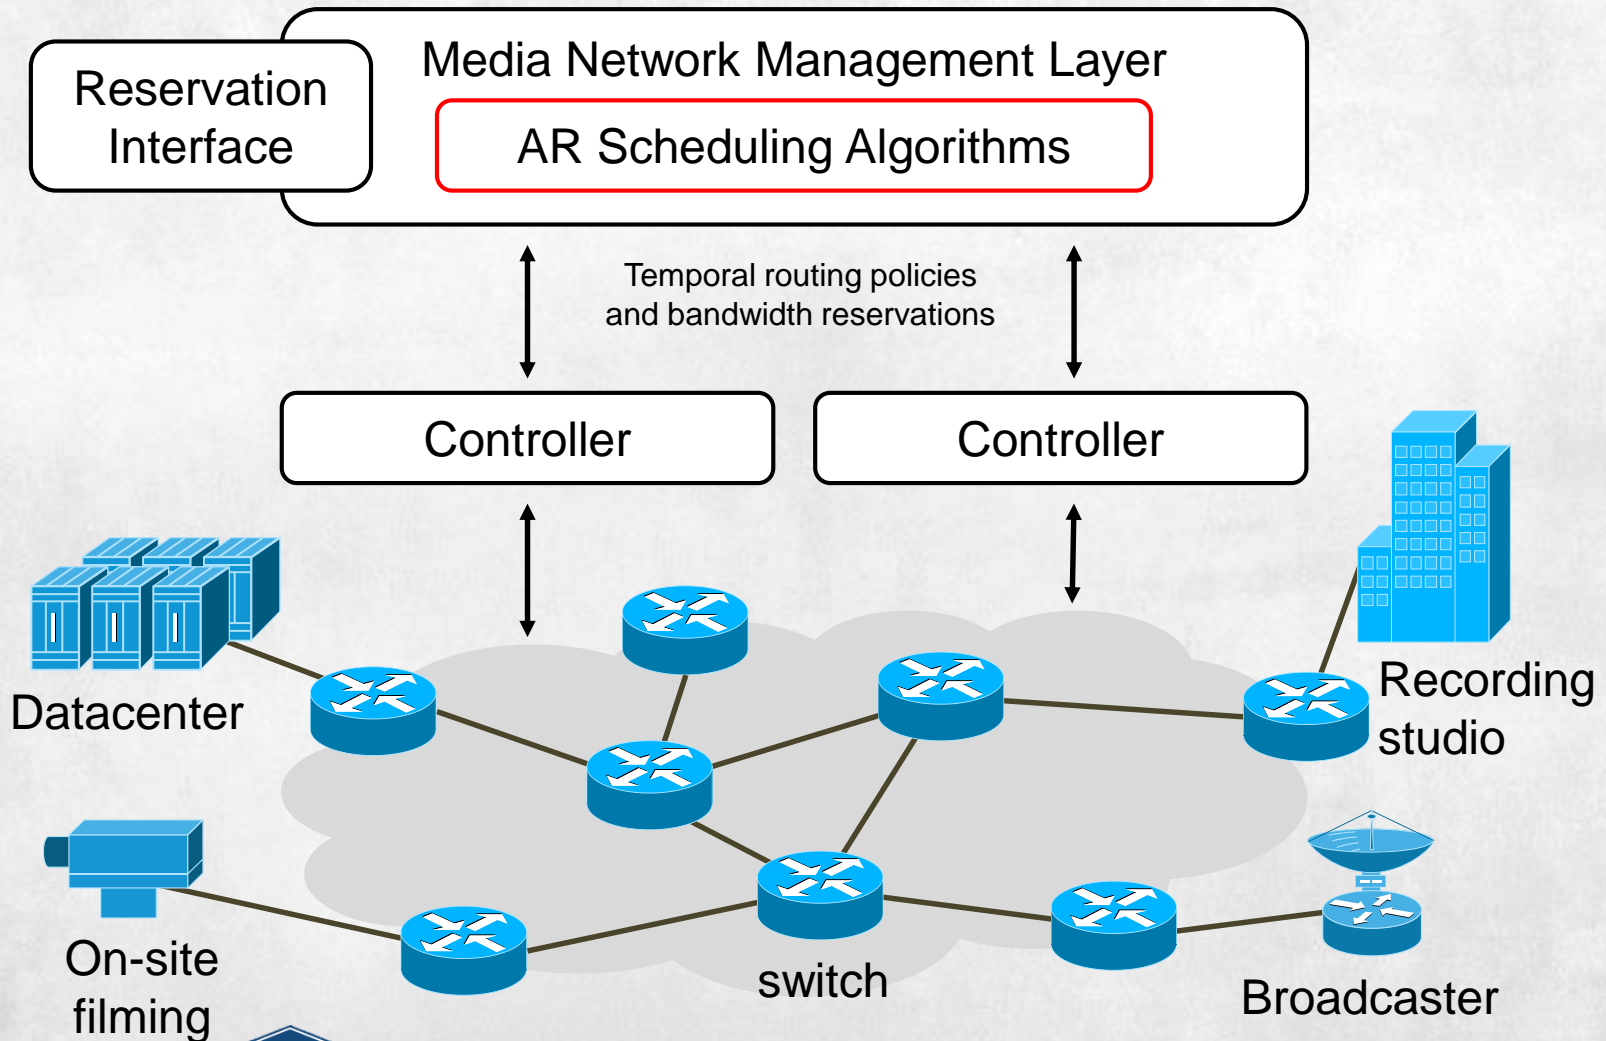 Media Network Management Layer
Reservation
Interface
AR Scheduling Algorithms
Temporal routing policies
and bandwidth reservations
Controller
Controller
Datacenter
Recording
studio
On-site
filming
switch
Broadcaster